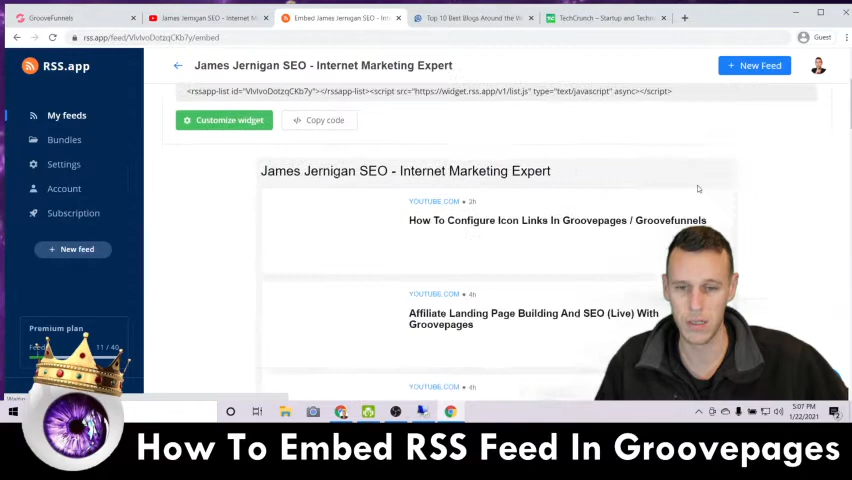 GrooveFunnels
James Jernigan SEO - Internet M
Embed James Jernigan SEO - Int
Top 10 Best Blogs Around the W
TechCrunch – Startup and Techn
rss.app/feed/VlvIvoDotzqCKb7y/embed
Guest
RSS.app
James Jernigan SEO - Internet Marketing Expert
+ New Feed
<rssapp-list id="VlvIvoDotzqCKb7y"></rssapp-list><script src="https://widget.rss.app/v1/list.js" type="text/javascript" async></script>
My feeds
Customize widget
</> Copy code
Bundles
Settings
Account
Subscription
+ New feed
James Jernigan SEO - Internet Marketing Expert
YOUTUBE.COM • 2h
How To Configure Icon Links In Groovepages / Groovefunnels
YOUTUBE.COM • 4h
Affiliate Landing Page Building And SEO (Live) With
Groovepages
YOUTUBE.COM • 4h
Premium plan
11 / 40
5:07 PM
1/22/2021
How To Embed RSS Feed In Groovepages